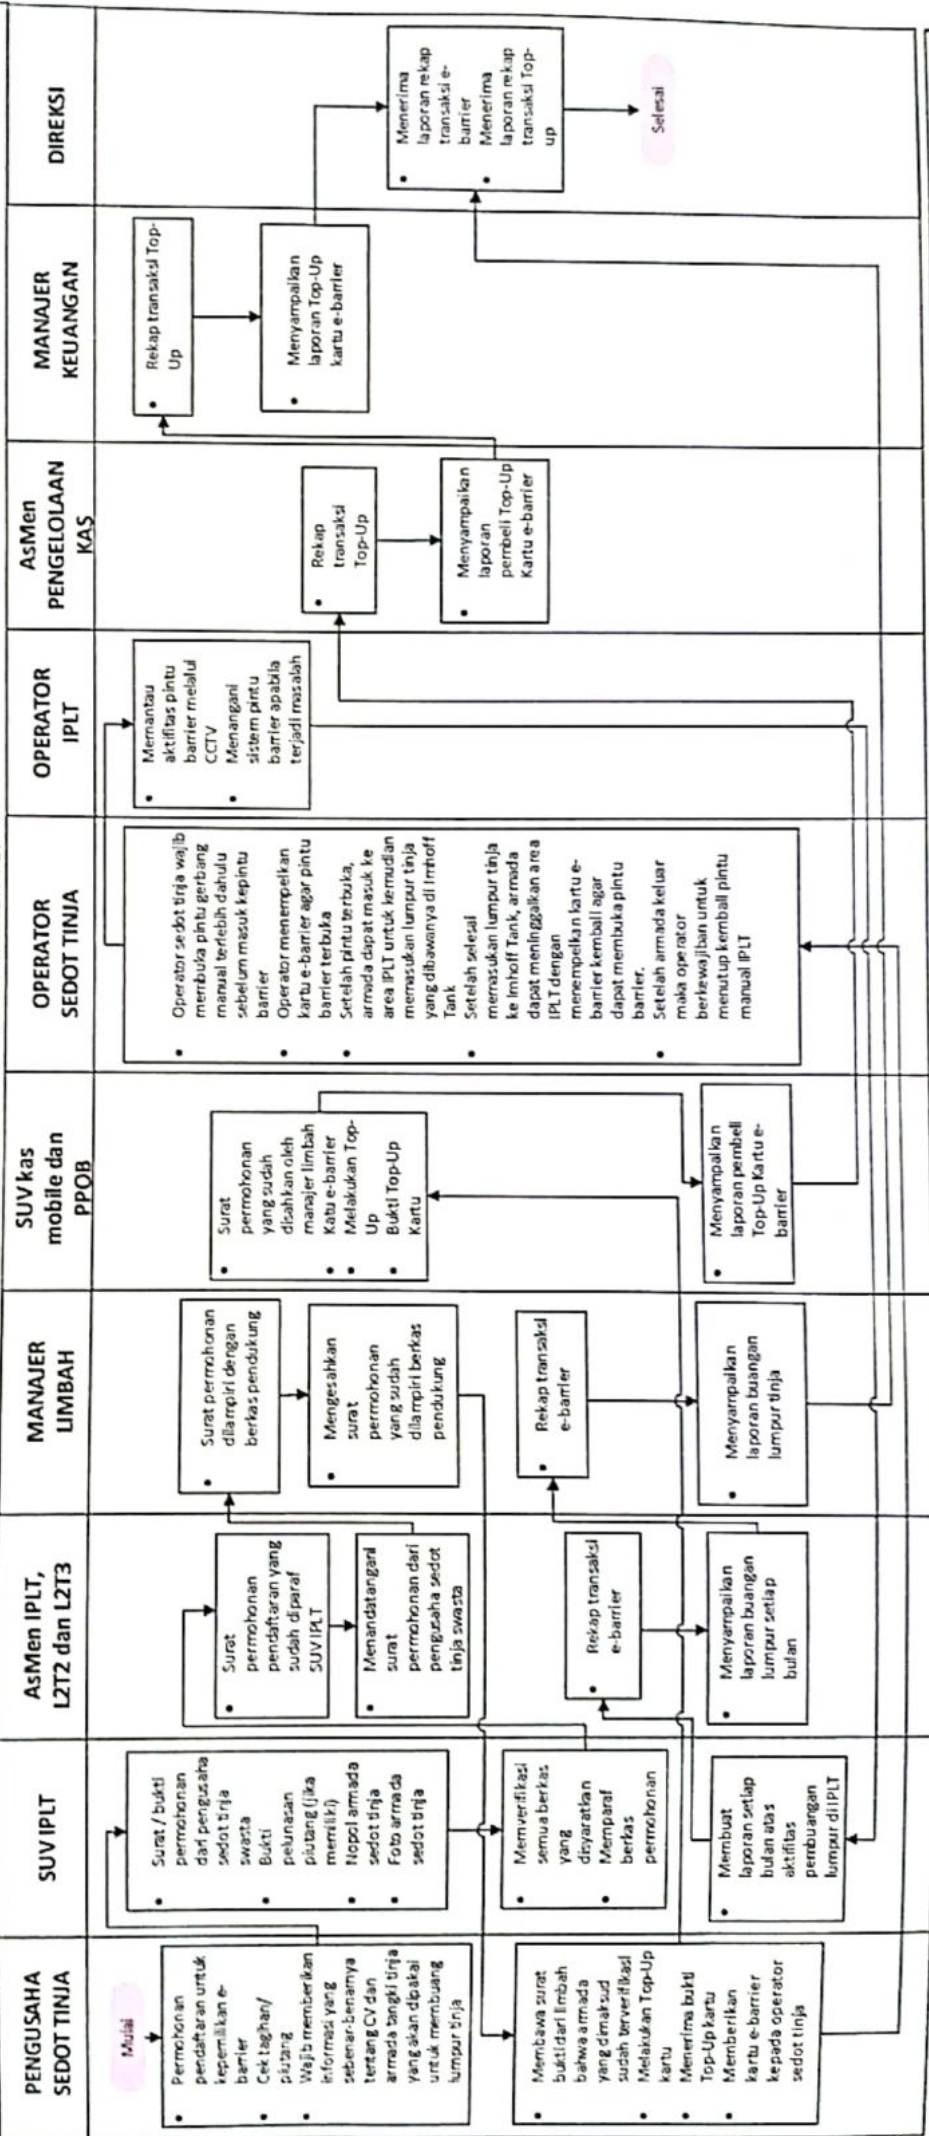 PENGUSAHA
SEDOT TINJA
SUV IPLT
AsMen IPLT,
L2T2 dan L2T3
MANAJER
LIMBAH
SUV kas
mobile dan
PPOB
OPERATOR
SEDOT TINJA
OPERATOR
IPLT
AsMen
PENGELOLAAN
KAS
MANAJER
KEUANGAN
DIREKSI
Mulai
• Permohonan
pendaftaran untuk
kepemilikan e-
barrier
• Cek tagihan/
piutang
• Wajib memberikan
informasi yang
sebenar-benarnya
tentang CV dan
armada tangki tinja
yang akan dipakai
untuk membuang
lumpur tinja
• Membawa surat
bukti dari limbah
bahwa armada
yang dimaksud
sudah terverifikasi
• Melakukan Top-Up
kartu
• Menerima bukti
Top-Up kartu
• Memberikan
kartu e-barrier
kepada operator
sedot tinja
• Surat / bukti
permohonan
dari pengusaha
sedot tinja
swasta
• Bukti
pelunasan
piutang (jika
memiliki)
• Nopol armada
sedot tinja
• Foto armada
sedot tinja
• Memverifikasi
semua berkas
yang
disyaratkan
• Memparaf
berkas
permohonan
• Membuat
laporan setiap
bulan atas
aktifitas
pembuangan
lumpur di IPLT
• Surat
permohonan
pendaftaran yang
sudah diparaf
SUV IPLT
• Menandatangani
surat
permohonan dari
pengusaha sedot
tinja swasta
• Rekap transaksi
e-barrier
• Menyampaikan
laporan buangan
lumpur setiap
bulan
• Surat permohonan
dilampiri dengan
berkas pendukung
• Mengesahkan
surat
permohonan
yang sudah
dilampiri berkas
pendukung
• Rekap transaksi
e-barrier
• Menyampaikan
laporan buangan
lumpur tinja
• Surat
permohonan
yang sudah
disahkan oleh
manajer limbah
• Katu e-barrier
• Melakukan Top-
Up
• Bukti Top-Up
Kartu
• Menyampaikan
laporan pembeli
Top-Up Kartu e-
barrier
• Operator sedot tinja wajib
membuka pintu gerbang
manual terlebih dahulu
sebelum masuk kepintu
barrier
• Operator menempelkan
kartu e-barrier agar pintu
barrier terbuka
• Setelah pintu terbuka,
armada dapat masuk ke
area IPLT untuk kemudian
memasukan lumpur tinja
yang dibawanya di Imhoff
Tank
• Setelah selesai
memasukan lumpur tinja
ke Imhoff Tank, armada
dapat meninggalkan area
IPLT dengan
menempelkan kartu e-
barrier kembali agar
dapat membuka pintu
barrier.
• Setelah armada keluar
maka operator
berkewajiban untuk
menutup kembali pintu
manual IPLT
• Memantau
aktifitas pintu
barrier melalui
CCTV
• Menangani
sistem pintu
barrier apabila
terjadi masalah
• Rekap
transaksi
Top-Up
• Menyampaikan
laporan
pembeli Top-Up
Kartu e-barrier
• Rekap transaksi Top-
Up
• Menyampaikan
laporan Top-Up
kartu e-barrier
• Menerima
laporan rekap
transaksi e-
barrier
• Menerima
laporan rekap
transaksi Top-
up
Selesai